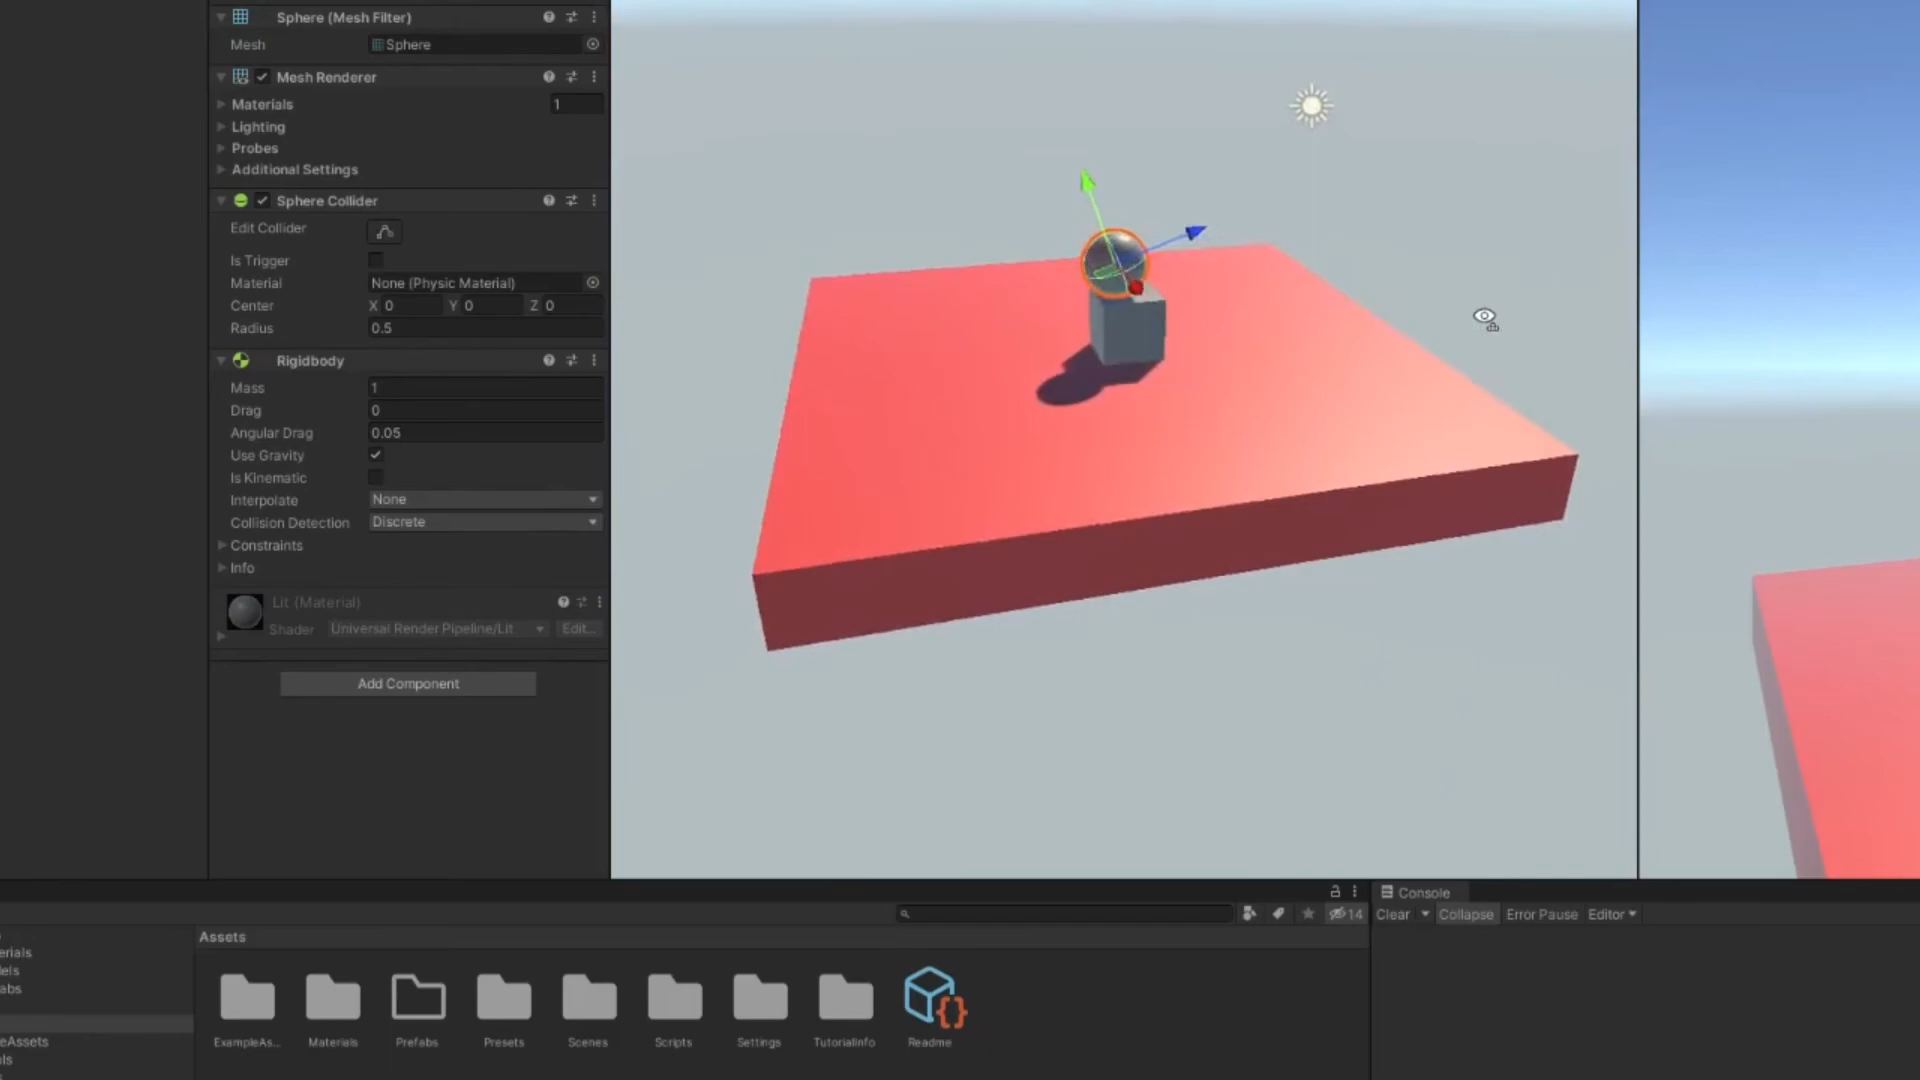 Sphere (Mesh Filter)
Mesh Sphere
Mesh Renderer
Materials 1
Lighting
Probes
Additional Settings
Sphere Collider
Edit Collider
Is Trigger
Material None (Physic Material)
Center X 0 Y 0 Z 0
Radius 0.5
Rigidbody
Mass 1
Drag 0
Angular Drag 0.05
Use Gravity
Is Kinematic
Interpolate None
Collision Detection Discrete
Constraints
Info
Lit (Material)
Shader Universal Render Pipeline/Lit Edit...
Add Component
14
Console
Clear Collapse Error Pause Editor
Assets
erials
abs
eAssets
ExampleAs...
Materials
Prefabs
Presets
Scenes
Scripts
Settings
TutorialInfo
Readme